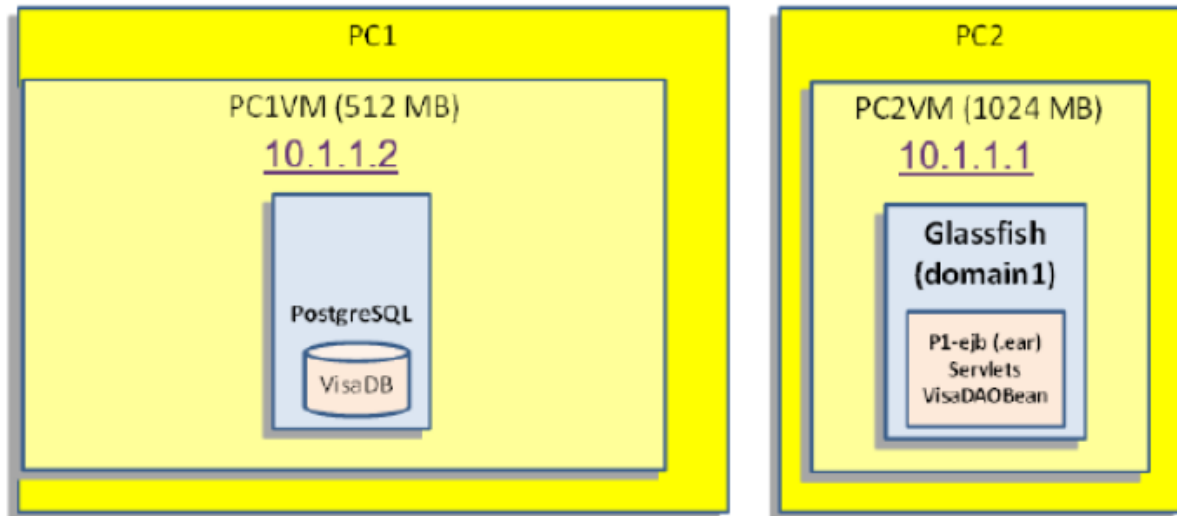 PC1
PC1VM (512 MB)
10.1.1.2
PostgreSQL
VisaDB
PC2
PC2VM (1024 MB)
10.1.1.1
Glassfish
(domain1)
P1-ejb (.ear)
Servlets
VisaDAOBean